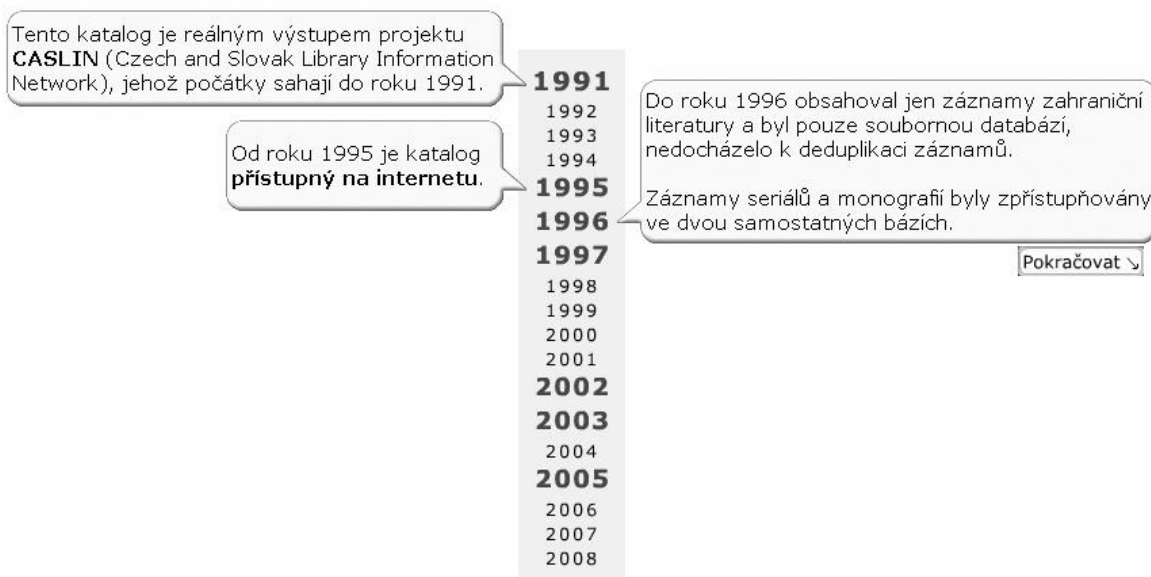 Tento katalog je reálným výstupem projektu
CASLIN (Czech and Slovak Library Information
Network), jehož počátky sahají do roku 1991.
1991
1992
1993
1994
Od roku 1995 je katalog
přístupný na internetu.
1995
Do roku 1996 obsahoval jen záznamy zahraniční
literatury a byl pouze soubornou databází,
nedocházelo k deduplikaci záznamů.
Záznamy seriálů a monografií byly zpřístupňovány
ve dvou samostatných bázích.
1996
1997
Pokračovat ↘
1998
1999
2000
2001
2002
2003
2004
2005
2006
2007
2008